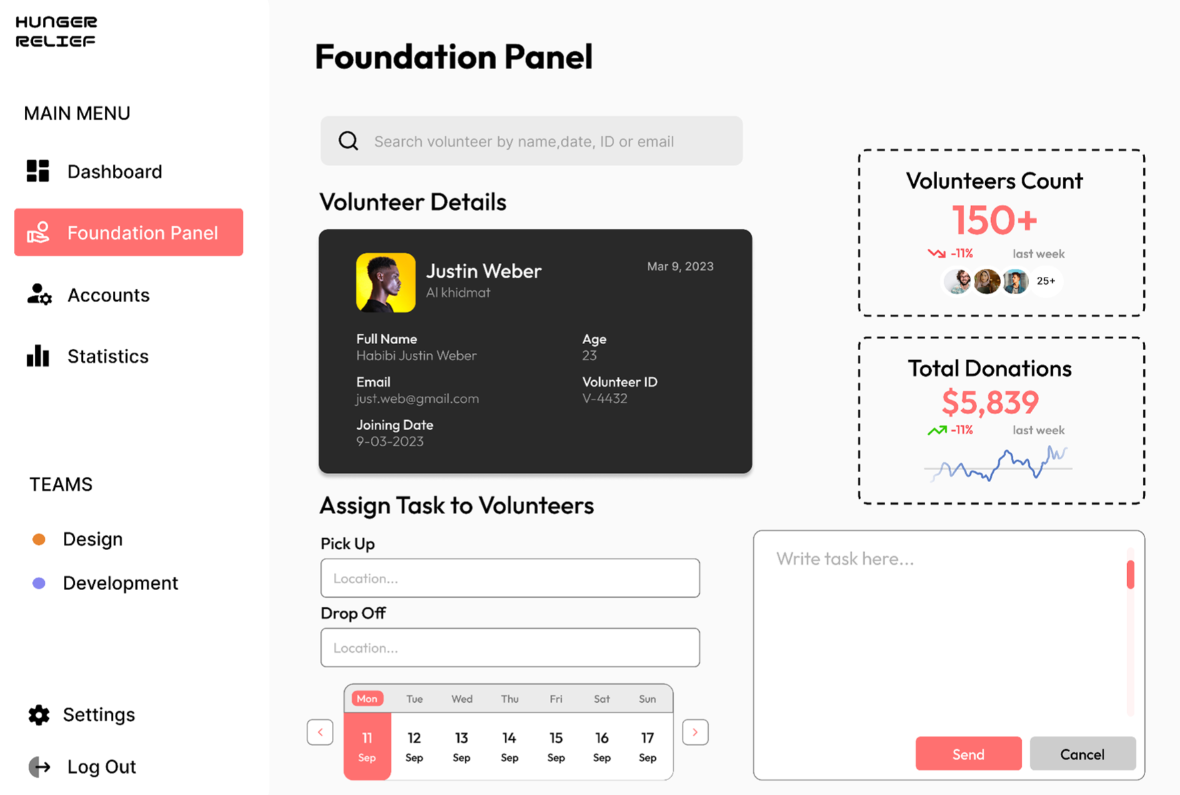 HUNGER
RELIEF
MAIN MENU
Dashboard
Foundation Panel
Accounts
Statistics
TEAMS
Design
Development
Settings
Log Out
Foundation Panel
Search volunteer by name,date, ID or email
Volunteer Details
Justin Weber
Mar 9, 2023
Al khidmat
Full Name
Age
Habibi Justin Weber
23
Email
Volunteer ID
just.web@gmail.com
V-4432
Joining Date
9-03-2023
Volunteers Count
150+
-11% last week
25+
Total Donations
$5,839
-11% last week
Assign Task to Volunteers
Pick Up
Location...
Drop Off
Location...
Mon Tue Wed Thu Fri Sat Sun
11 12 13 14 15 16 17
Sep Sep Sep Sep Sep Sep Sep
Write task here...
Send Cancel